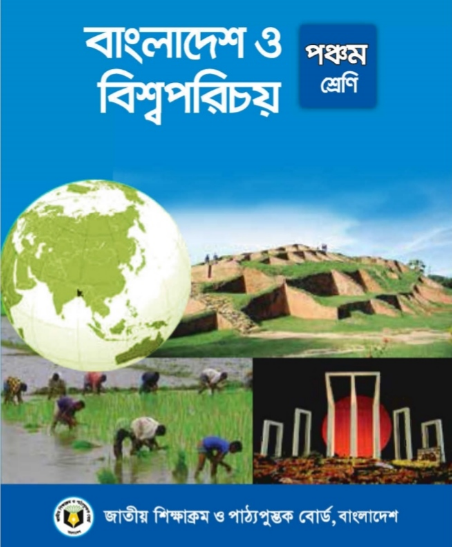 বাংলাদেশ ও
বিশ্বপরিচয়
পঞ্চম
শ্রেণি
জাতীয় শিক্ষাক্রম ও পাঠ্যপুস্তক বোর্ড, বাংলাদেশ